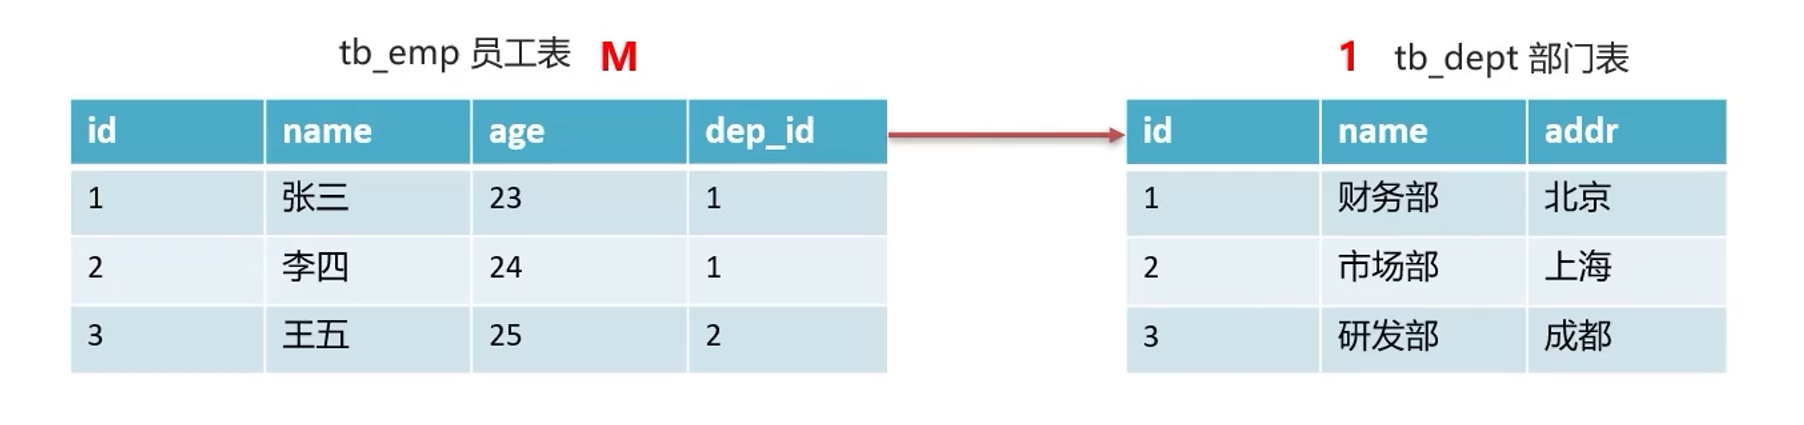 tb_emp 员工表 M
1 tb_dept 部门表
id name age dep_id
1 张三 23 1
2 李四 24 1
3 王五 25 2
id name addr
1 财务部 北京
2 市场部 上海
3 研发部 成都